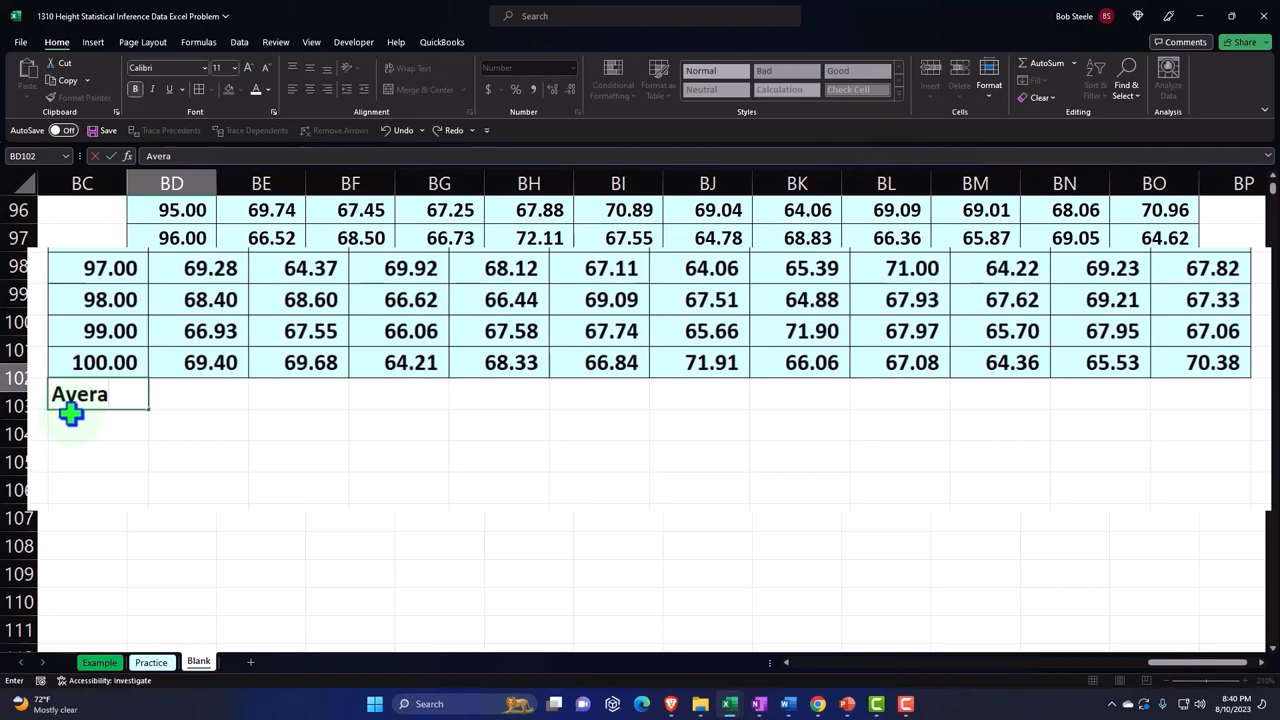 1310 Height Statistical Inference Data Excel Problem
Search
Bob Steele BS
File Home Insert Page Layout Formulas Data Review View Developer Help QuickBooks Comments Share
Cut Calibri 11 Wrap Text Number Normal Bad Good AutoSum
Copy
Paste Format Painter Merge & Center Conditional Formatting Format as Table Neutral Calculation Check Cell Insert Delete Format Fill Clear Sort & Filter Find & Select Analyze Data
Clipboard Font Alignment Number Styles Cells Editing Analysis
AutoSave Off Save Trace Precedents Trace Dependents Remove Arrows Undo Redo
BD102 fx Avera
BC BD BE BF BG BH BI BJ BK BL BM BN BO BP
96 95.00 69.74 67.45 67.25 67.88 70.89 69.04 64.06 69.09 69.01 68.06 70.96
97 96.00 66.52 68.50 66.73 72.11 67.55 64.78 68.83 66.36 65.87 69.05 64.62
98 97.00 69.28 64.37 69.92 68.12 67.11 64.06 65.39 71.00 64.22 69.23 67.82
99 98.00 68.40 68.60 66.62 66.44 69.09 67.51 64.88 67.93 67.62 69.21 67.33
100 99.00 66.93 67.55 66.06 67.58 67.74 65.66 71.90 67.97 65.70 67.95 67.06
101 100.00 69.40 69.68 64.21 68.33 66.84 71.91 66.06 67.08 64.36 65.53 70.38
102 Avera
103
104
105
106
107
108
109
110
111
Example Practice Blank
Enter Accessibility: Investigate 210%
72°F
Mostly clear
Search
8:40 PM
8/10/2023